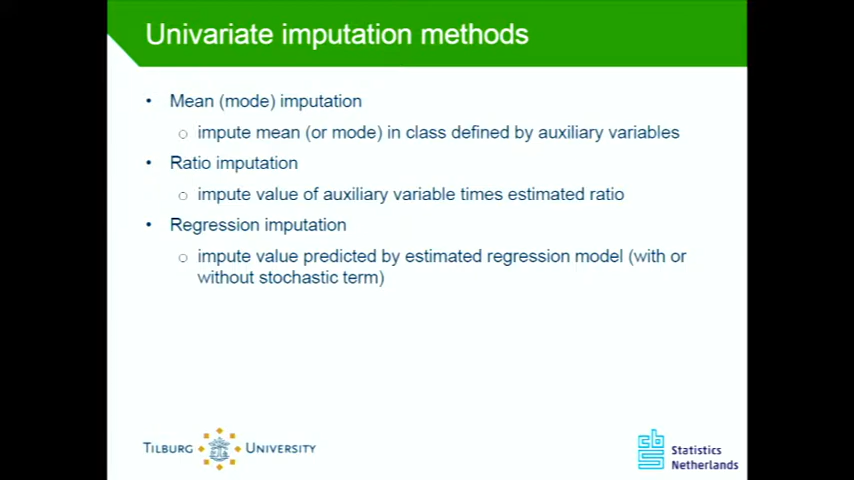 Univariate imputation methods
• Mean (mode) imputation
○ impute mean (or mode) in class defined by auxiliary variables
• Ratio imputation
○ impute value of auxiliary variable times estimated ratio
• Regression imputation
○ impute value predicted by estimated regression model (with or
without stochastic term)
TILBURG UNIVERSITY
cbs Statistics
Netherlands